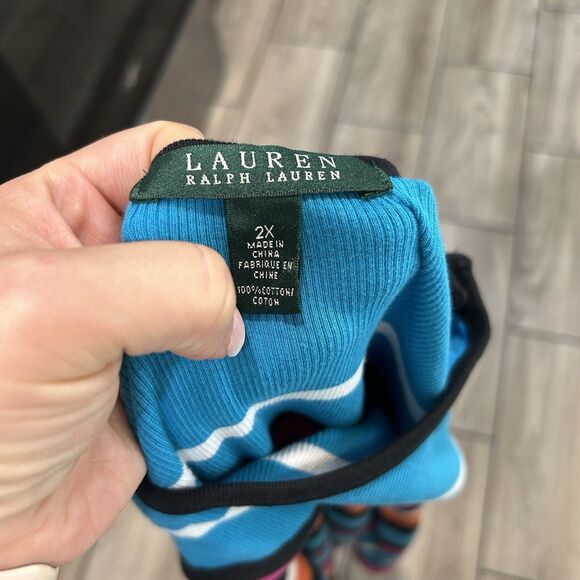 LAUREN
RALPH LAUREN
2X
MADE IN
CHINA
FABRIQUE EN
CHINE
100%COTTON/
COTON